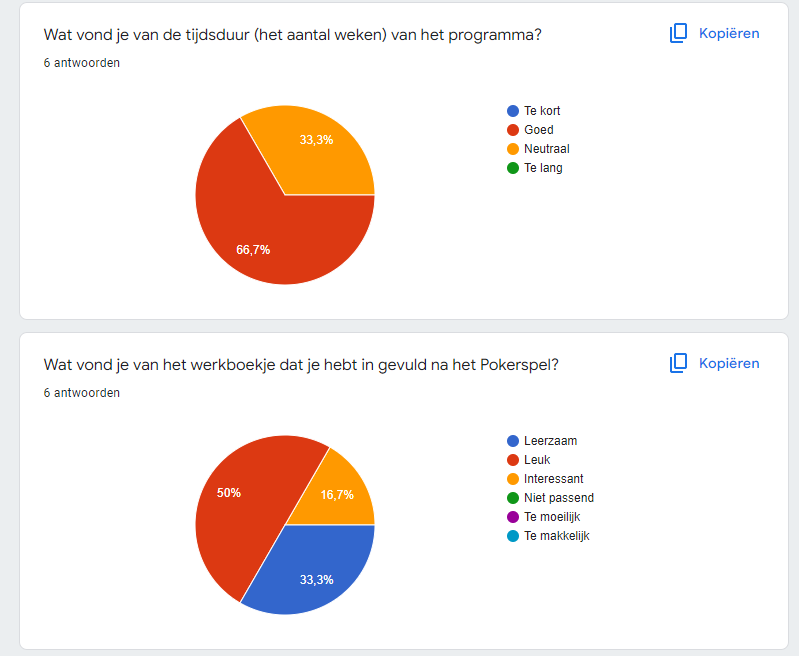 Wat vond je van de tijdsduur (het aantal weken) van het programma?
Kopiëren
6 antwoorden
33,3%
66,7%
Te kort
Goed
Neutraal
Te lang
Wat vond je van het werkboekje dat je hebt in gevuld na het Pokerspel?
Kopiëren
6 antwoorden
50%
16,7%
33,3%
Leerzaam
Leuk
Interessant
Niet passend
Te moeilijk
Te makkelijk